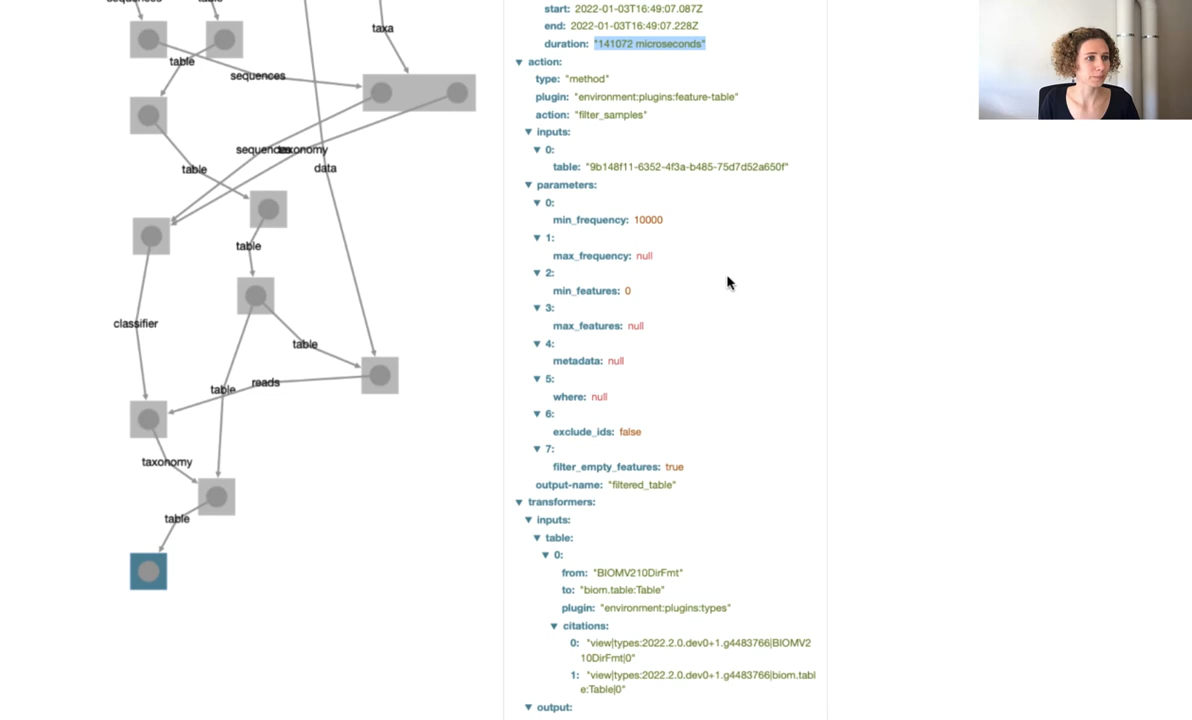 sequences
table
taxa
table
sequences
sequences
taxonomy
data
table
table
classifier
table
reads
table
taxonomy
table
start: 2022-01-03T16:49:07.087Z
end: 2022-01-03T16:49:07.228Z
duration: "141072 microseconds"
▼ action:
type: "method"
plugin: "environment:plugins:feature-table"
action: "filter_samples"
▼ inputs:
▼ 0:
table: "9b148f11-6352-4f3a-b485-75d7d52a650f"
▼ parameters:
▼ 0:
min_frequency: 10000
▼ 1:
max_frequency: null
▼ 2:
min_features: 0
▼ 3:
max_features: null
▼ 4:
metadata: null
▼ 5:
where: null
▼ 6:
exclude_ids: false
▼ 7:
filter_empty_features: true
output-name: "filtered_table"
▼ transformers:
▼ inputs:
▼ table:
▼ 0:
from: "BIOMV210DirFmt"
to: "biom.table:Table"
plugin: "environment:plugins:types"
▼ citations:
0: "view|types:2022.2.0.dev0+1.g4483766|BIOMV2
10DirFmt|0"
1: "view|types:2022.2.0.dev0+1.g4483766|biom.tabl
e:Table|0"
▼ output: